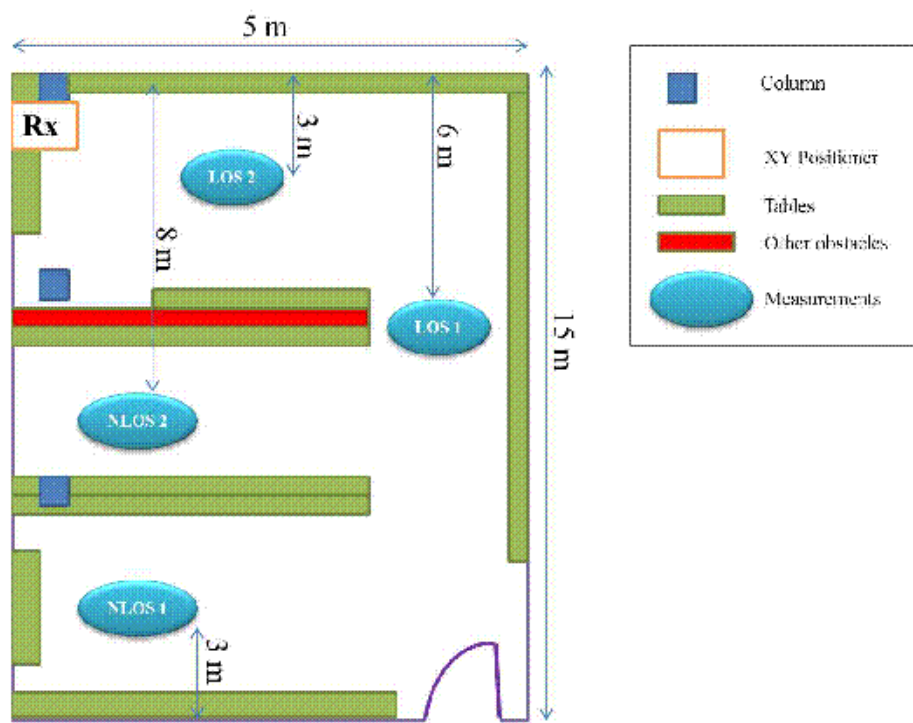 5 m
Rx
3 m
6 m
LOS 2
8 m
LOS 1
15 m
NLOS 2
NLOS 1
3 m
Column
XY Positioner
Tables
Other obstacles
Measurements